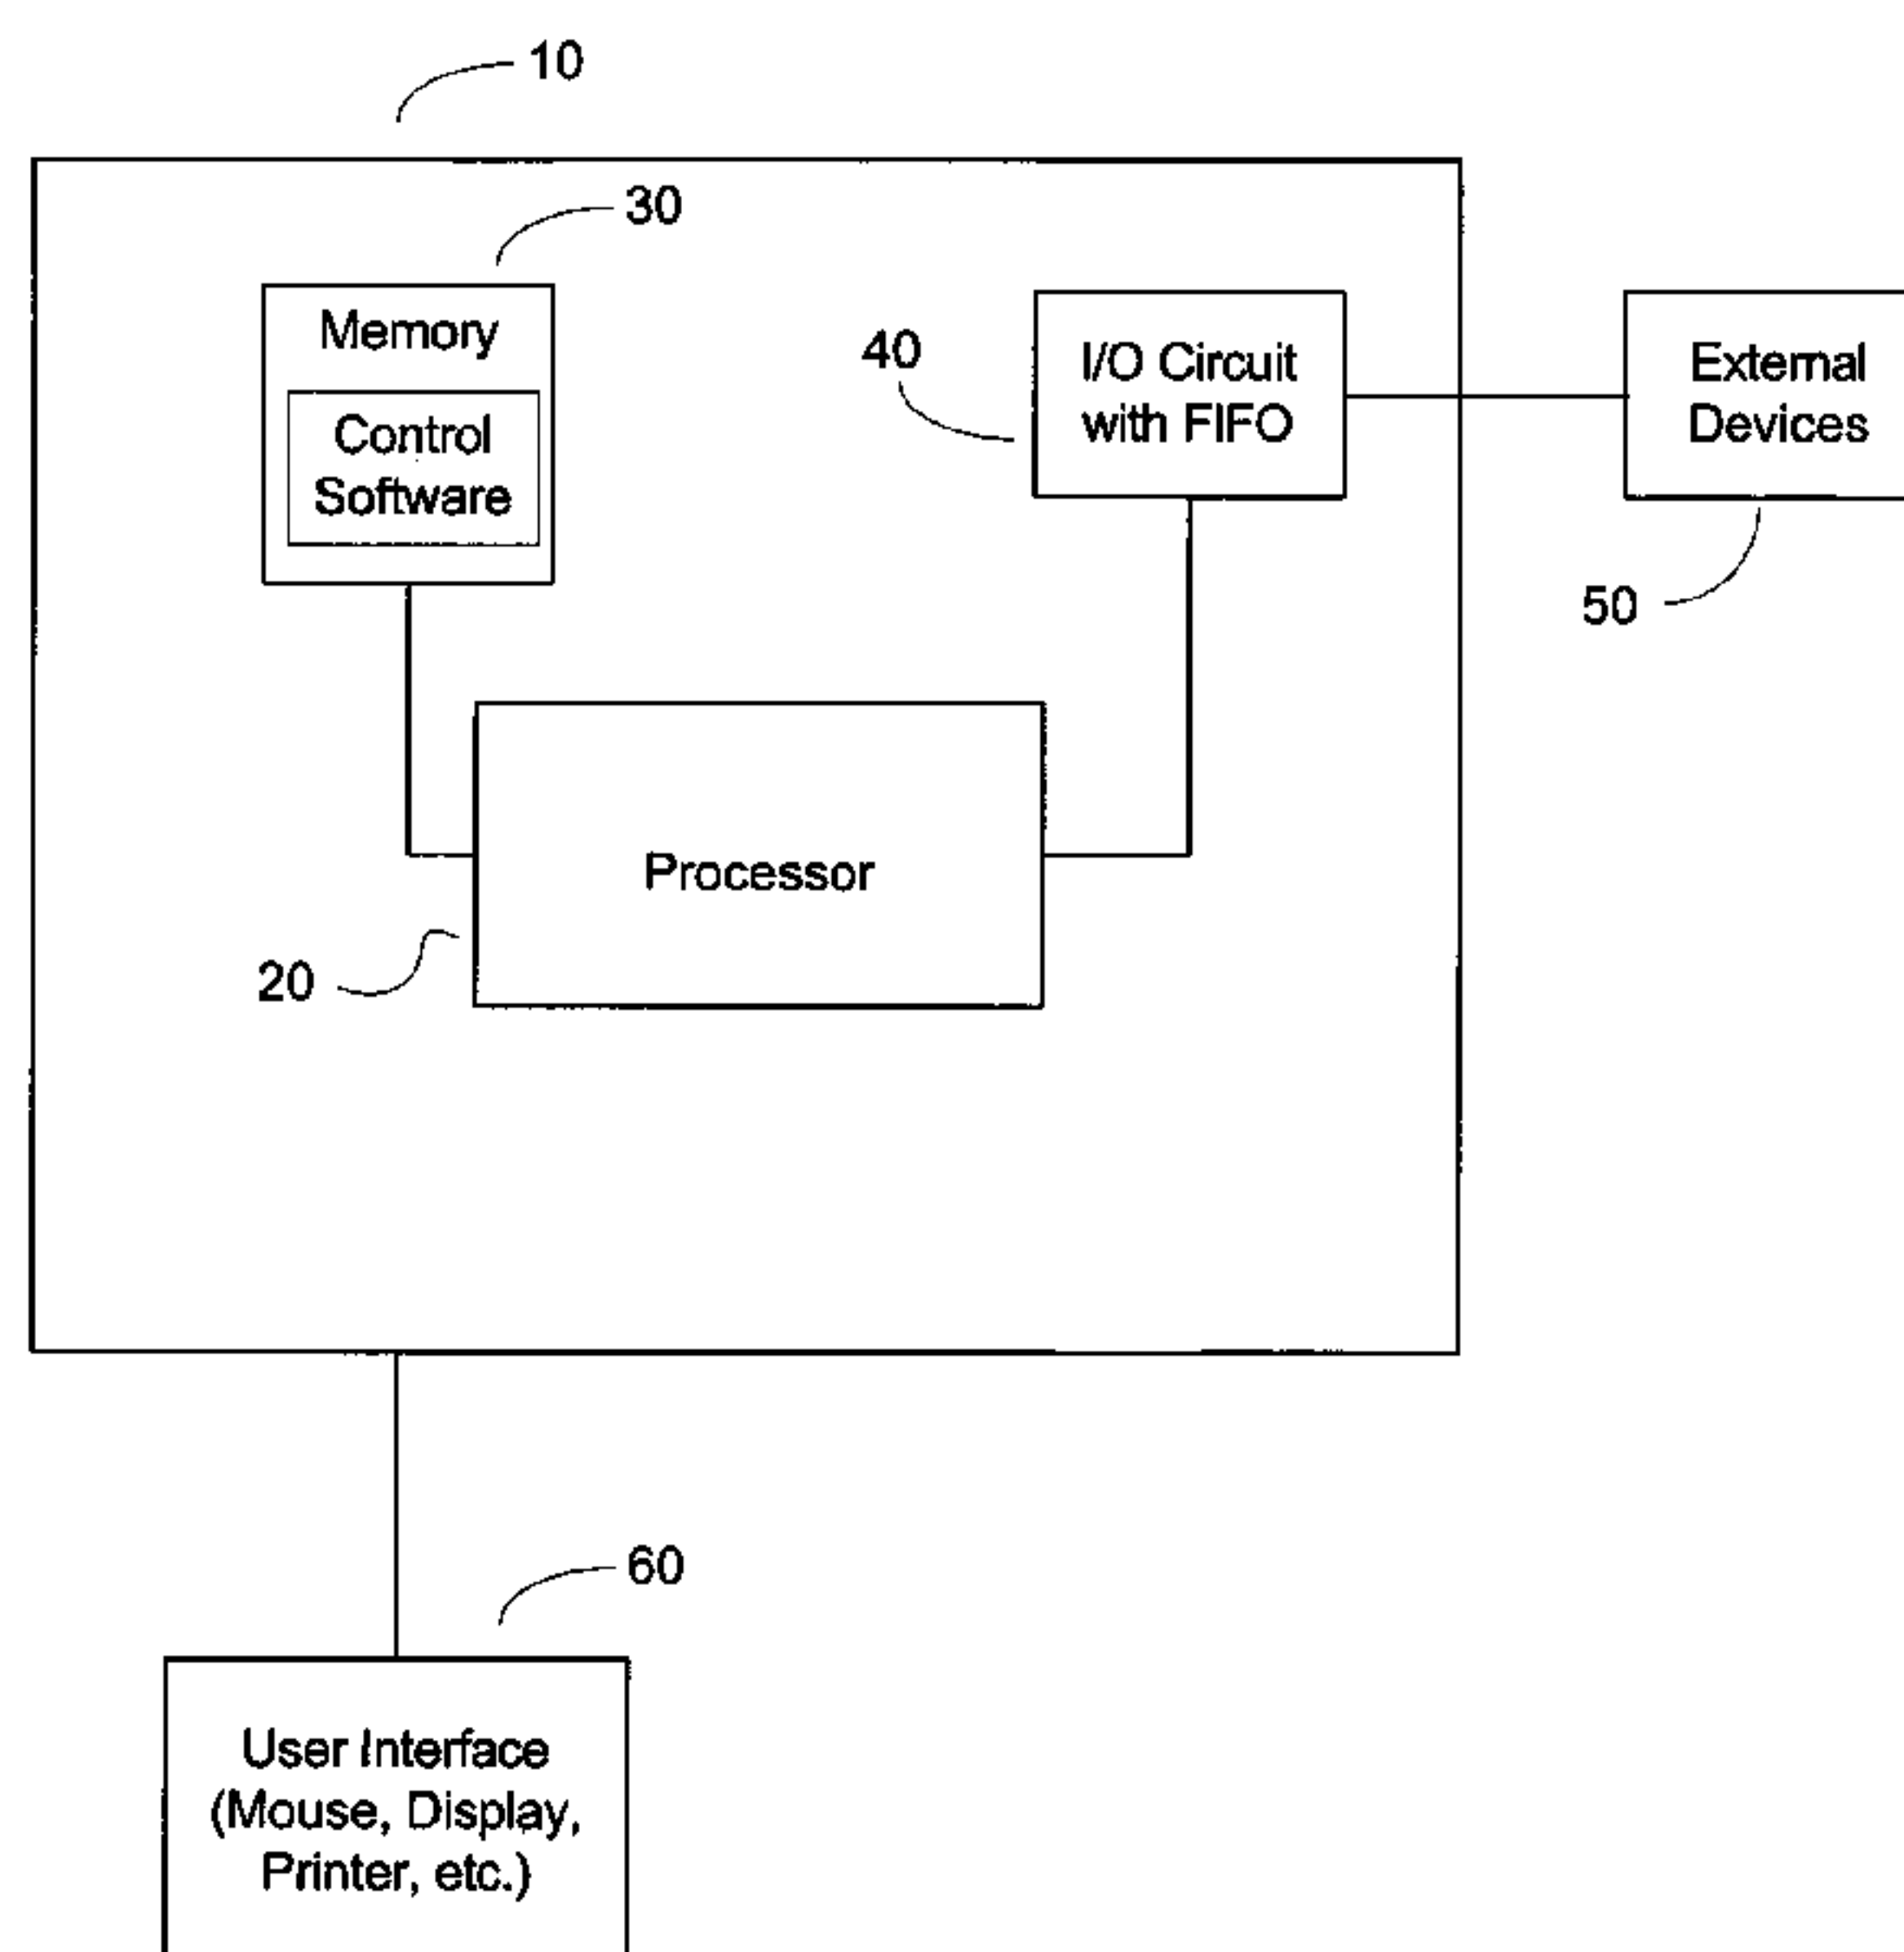 10
30
Memory
Control
Software
40
I/O Circuit
with FIFO
External
Devices
50
Processor
20
60
User Interface
(Mouse, Display,
Printer, etc.)